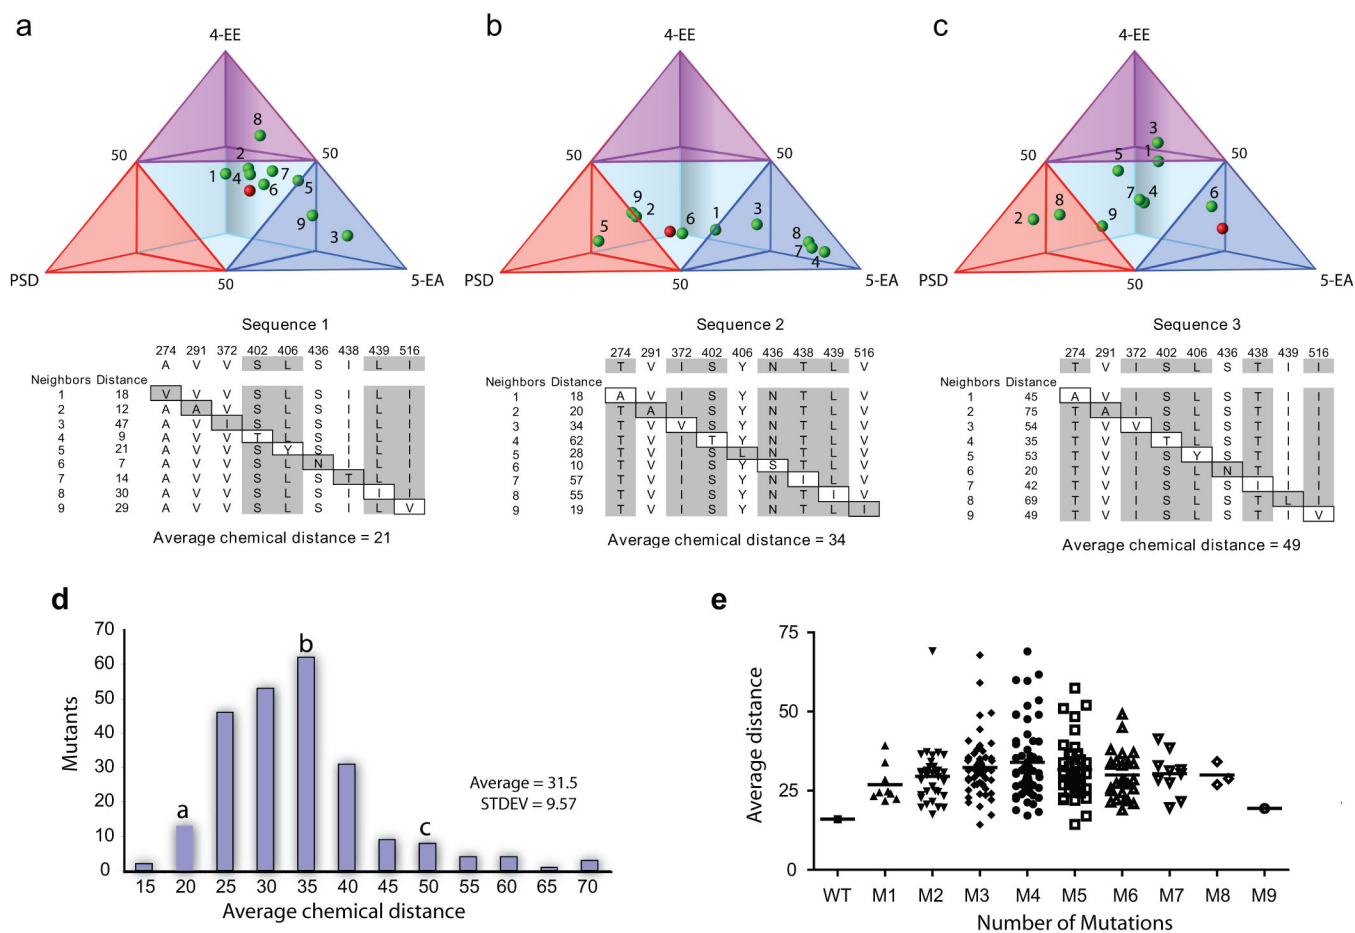 a
4-EE
8
50
50
2
1
4
7
6
5
9
3
PSD
50
5-EA
b
4-EE
50
50
9
2
5
6
1
3
8
7
4
PSD
50
5-EA
c
4-EE
3
1
5
50
50
7
4
6
2
8
9
PSD
50
5-EA
Sequence 1
274 291 372 402 406 436 438 439 516
A V V S L S I L I
Neighbors Distance
1 18 V V V S L S I L I
2 12 A A V S L S I L I
3 47 A V I S L S I L I
4 9 A V V T L S I L I
5 21 A V V S Y S I L I
6 7 A V V S L N I L I
7 14 A V V S L S T L I
8 30 A V V S L S I I I
9 29 A V V S L S I L V
Average chemical distance = 21
Sequence 2
274 291 372 402 406 436 438 439 516
T V I S Y N T L V
Neighbors Distance
1 18 A V I S Y N T L V
2 20 T A I S Y N T L V
3 34 T V V S Y N T L V
4 62 T V I T Y N T L V
5 28 T V I S L N T L V
6 10 T V I S Y S T L V
7 57 T V I S Y N I L V
8 55 T V I S Y N T I V
9 19 T V I S Y N T L I
Average chemical distance = 34
Sequence 3
274 291 372 402 406 436 438 439 516
T V I S L S T I I
Neighbors Distance
1 45 A V I S L S T I I
2 75 T A I S L S T I I
3 54 T V V S L S T I I
4 35 T V I T L S T I I
5 53 T V I S Y S T I I
6 20 T V I S L N T I I
7 42 T V I S L S I I I
8 69 T V I S L S T L I
9 49 T V I S L S T I V
Average chemical distance = 49
d
Mutants
70
60
50
40
30
20
10
0
a
b
c
Average = 31.5
STDEV = 9.57
15 20 25 30 35 40 45 50 55 60 65 70
Average chemical distance
e
Average distance
75
50
25
0
WT M1 M2 M3 M4 M5 M6 M7 M8 M9
Number of Mutations